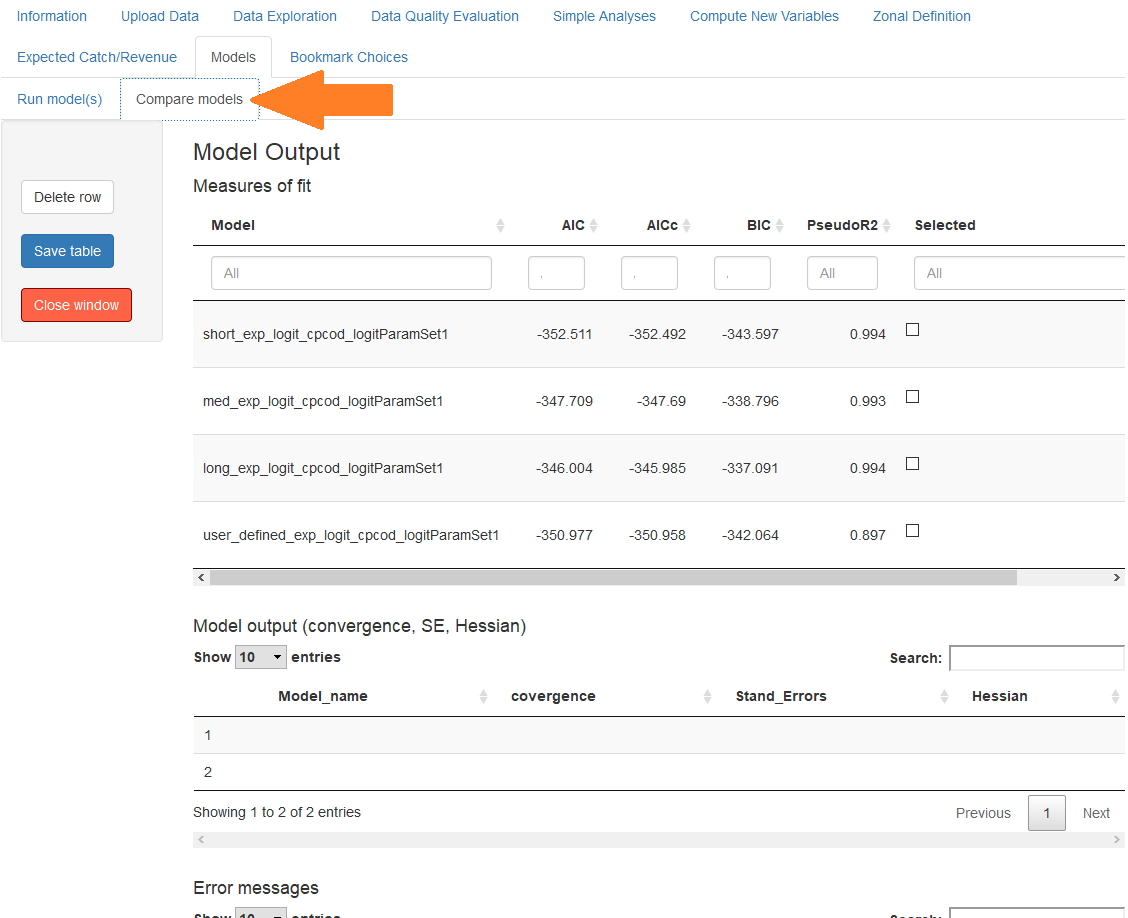 Information Upload Data Data Exploration Data Quality Evaluation Simple Analyses Compute New Variables Zonal Definition
Expected Catch/Revenue Models Bookmark Choices
Run model(s) Compare models
Delete row
Save table
Close window
Model Output
Measures of fit
Model AIC AICc BIC PseudoR2 Selected
All . . . All All
short_exp_logit_cpcod_logitParamSet1 -352.511 -352.492 -343.597 0.994
med_exp_logit_cpcod_logitParamSet1 -347.709 -347.69 -338.796 0.993
long_exp_logit_cpcod_logitParamSet1 -346.004 -345.985 -337.091 0.994
user_defined_exp_logit_cpcod_logitParamSet1 -350.977 -350.958 -342.064 0.897
Model output (convergence, SE, Hessian)
Show 10 entries Search:
Model_name covergence Stand_Errors Hessian
1
2
Showing 1 to 2 of 2 entries Previous 1 Next
Error messages
Show 10 entries Search: